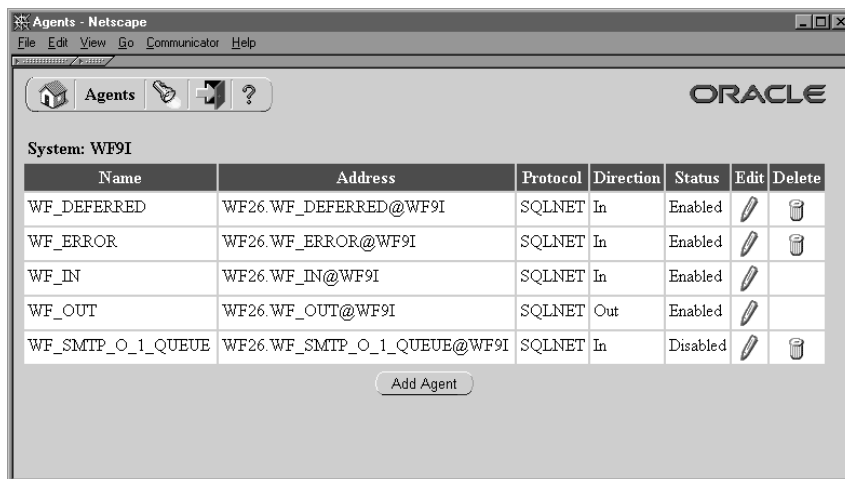 Agents - Netscape
File Edit View Go Communicator Help
Agents ?
ORACLE
System: WF9I
Name Address Protocol Direction Status Edit Delete
WF_DEFERRED WF26.WF_DEFERRED@WF9I SQLNET In Enabled
WF_ERROR WF26.WF_ERROR@WF9I SQLNET In Enabled
WF_IN WF26.WF_IN@WF9I SQLNET In Enabled
WF_OUT WF26.WF_OUT@WF9I SQLNET Out Enabled
WF_SMTP_O_1_QUEUE WF26.WF_SMTP_O_1_QUEUE@WF9I SQLNET In Disabled
Add Agent